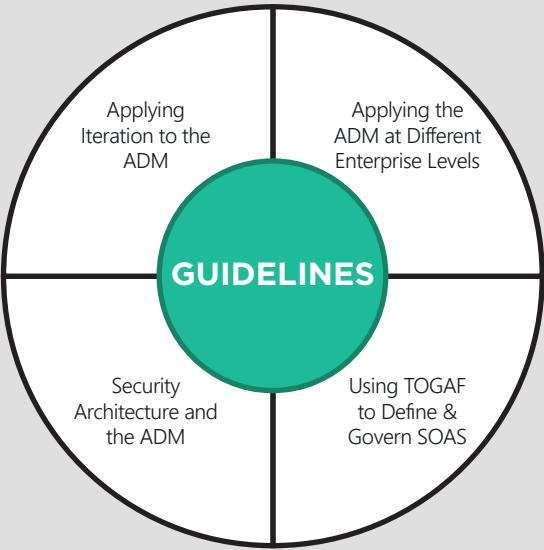 Applying
Iteration to the
ADM
Applying the
ADM at Different
Enterprise Levels
GUIDELINES
Security
Architecture and
the ADM
Using TOGAF
to Define &
Govern SOAS